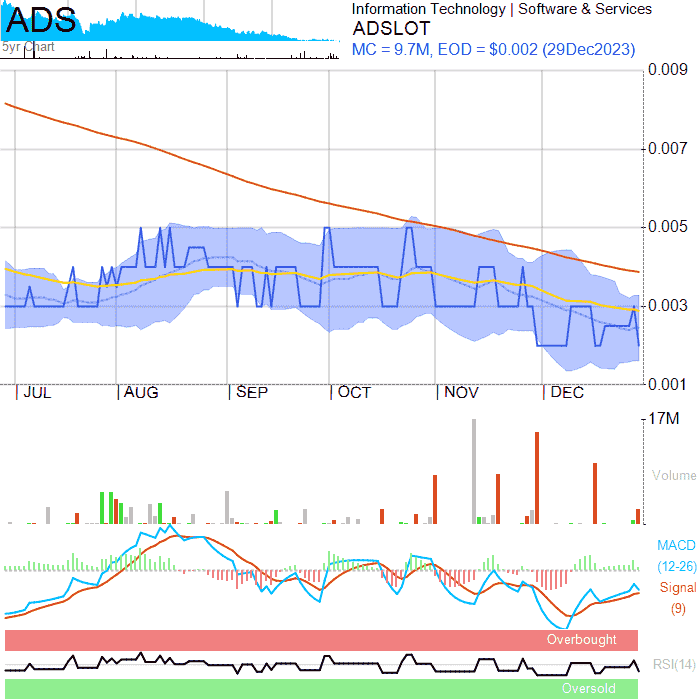 ADS
5yr Chart
Information Technology | Software & Services
ADSLOT
MC = 9.7M, EOD = $0.002 (29Dec2023)
0.009
0.007
0.005
0.003
0.001
JUL AUG SEP OCT NOV DEC
17M
Volume
MACD
(12-26)
Signal
(9)
Overbought
RSI(14)
Oversold